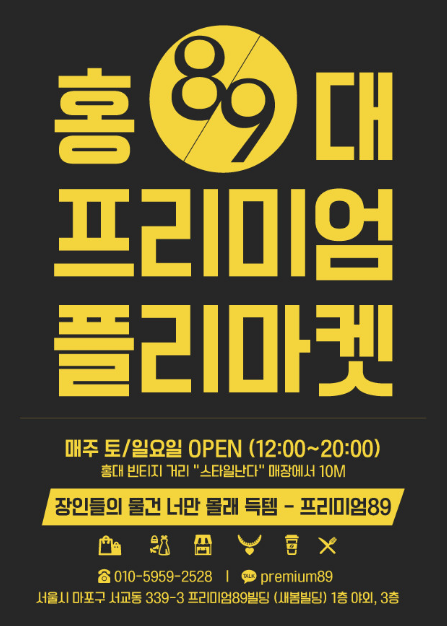 홍 89 대
프리미엄
플리마켓
매주 토/일요일 OPEN (12:00~20:00)
홍대 빈티지 거리 "스타일난다" 매장에서 10M
장인들의 물건 너만 몰래 득템 - 프리미엄89
010-5959-2528 | TALK premium89
서울시 마포구 서교동 339-3 프리미엄89빌딩 (새봄빌딩) 1층 야외, 3층